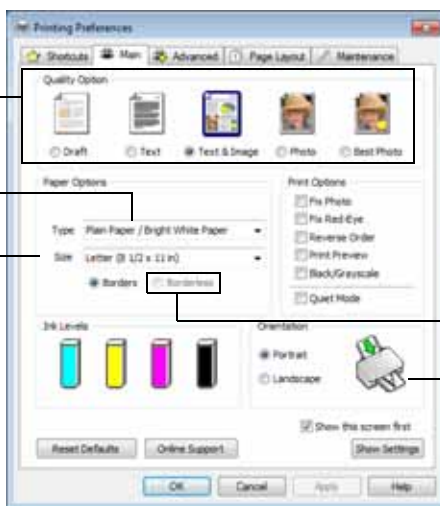 Printing Preferences
Shortcuts Main Advanced Page Layout Maintenance
Quality Option
Draft Text Text & Image Photo Best Photo
Paper Options
Type Plain Paper / Bright White Paper
Size Letter (8 1/2 x 11 in)
Borders Borderless
Print Options
Fix Photo
Fix Red-Eye
Reverse Order
Print Preview
Black/Grayscale
Quiet Mode
Ink Levels
Orientation
Portrait
Landscape
Show this screen first
Reset Defaults Online Support Show Settings
OK Cancel Apply Help